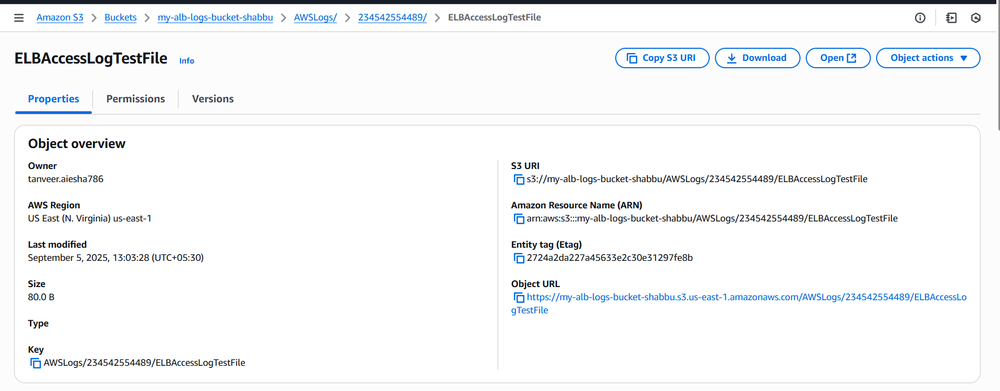 Amazon S3 > Buckets > my-alb-logs-bucket-shabbu > AWSLogs/ > 234542554489/ > ELBAccessLogTestFile
ELBAccessLogTestFile Info
Copy S3 URI Download Open Object actions
Properties Permissions Versions
Object overview
Owner
tanveer.aiesha786
AWS Region
US East (N. Virginia) us-east-1
Last modified
September 5, 2025, 13:03:28 (UTC+05:30)
Size
80.0 B
Type
Key
AWSLogs/234542554489/ELBAccessLogTestFile
S3 URI
s3://my-alb-logs-bucket-shabbu/AWSLogs/234542554489/ELBAccessLogTestFile
Amazon Resource Name (ARN)
arn:aws:s3:::my-alb-logs-bucket-shabbu/AWSLogs/234542554489/ELBAccessLogTestFile
Entity tag (Etag)
2724a2da227a45633e2c30e31297fe8b
Object URL
https://my-alb-logs-bucket-shabbu.s3.us-east-1.amazonaws.com/AWSLogs/234542554489/ELBAccessLo
gTestFile